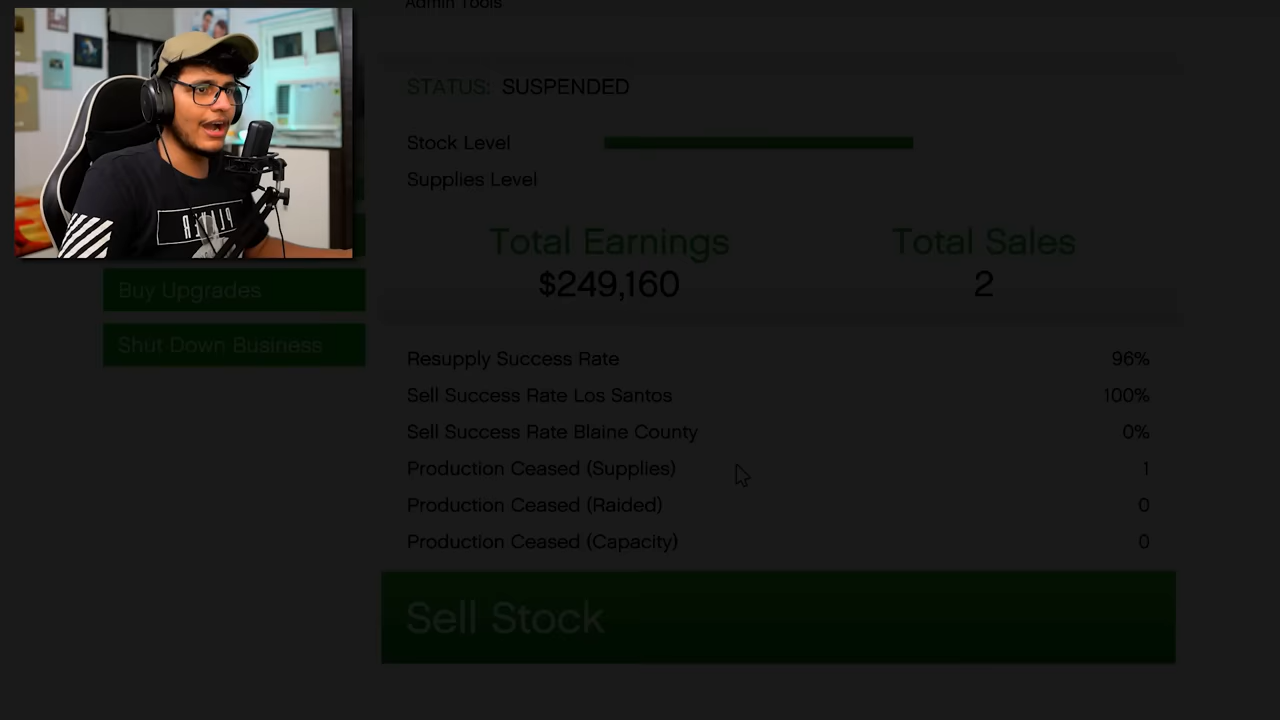 Admin Tools
STATUS: SUSPENDED
Stock Level
Supplies Level
Total Earnings
Total Sales
$249,160
2
Buy Upgrades
Shut Down Business
Resupply Success Rate 96%
Sell Success Rate Los Santos 100%
Sell Success Rate Blaine County 0%
Production Ceased (Supplies) 1
Production Ceased (Raided) 0
Production Ceased (Capacity) 0
Sell Stock